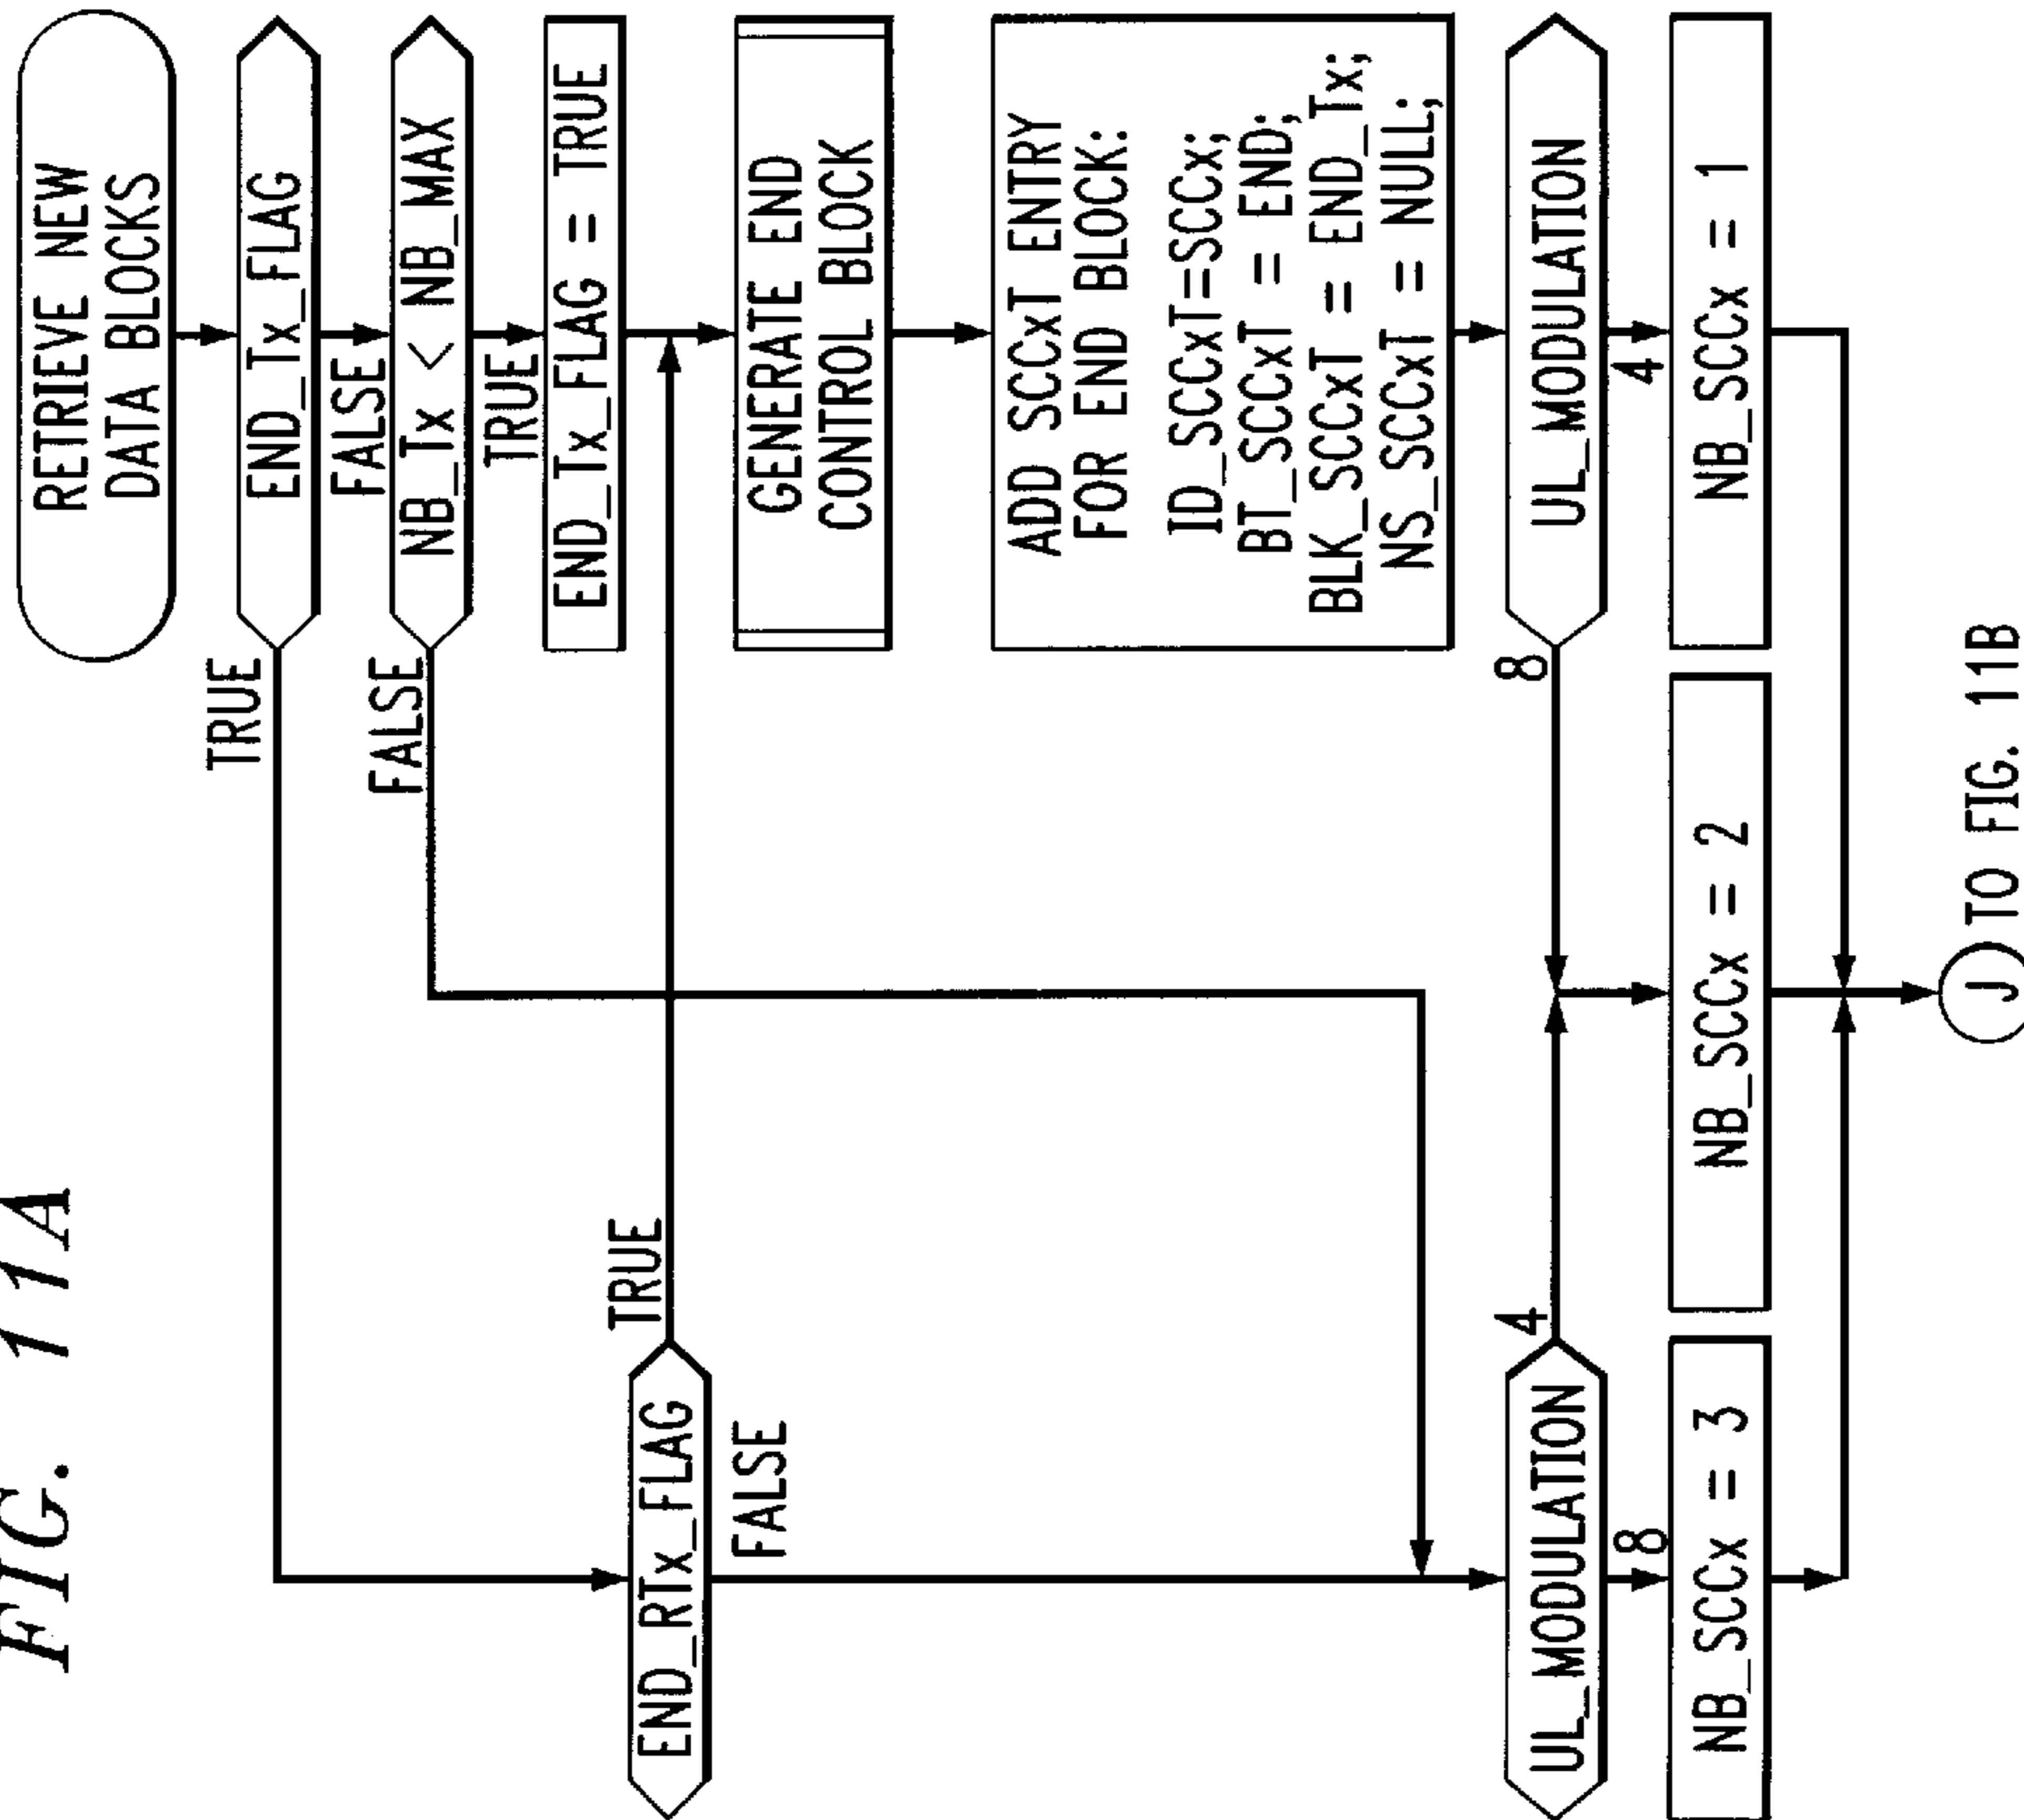 FIG. 11A
RETRIEVE NEW
DATA BLOCKS
END_Tx_FLAG
TRUE
FALSE
NB_Tx < NB_MAX
FALSE
TRUE
END_Tx_FLAG = TRUE
END_RTx_FLAG
TRUE
FALSE
GENERATE END
CONTROL BLOCK
ADD SCCxT ENTRY
FOR END BLOCK:
ID_SCCxT=SCCx;
BT_SCCxT = END;
BLK_SCCxT = END_Tx;
NS_SCCxT = NULL;
UL_MODULATION
4
8
UL_MODULATION
8
4
NB_SCCx = 3
NB_SCCx = 2
NB_SCCx = 1
J TO FIG. 11B